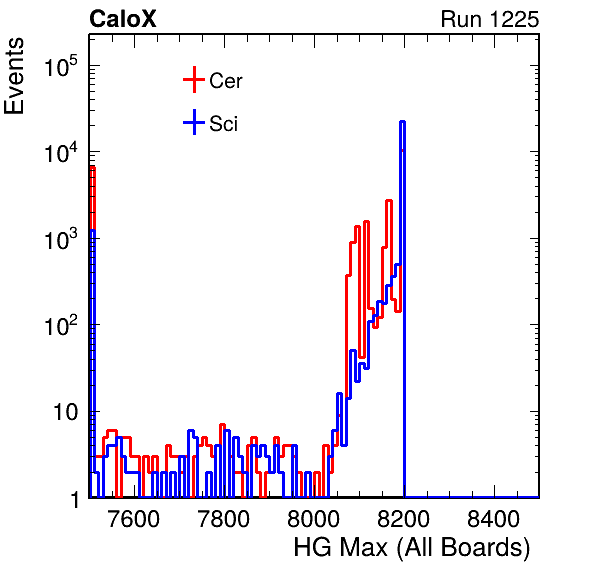 CaloX Run 1225
Events
10^5
10^4
10^3
10^2
10
1
Cer
Sci
7600 7800 8000 8200 8400
HG Max (All Boards)